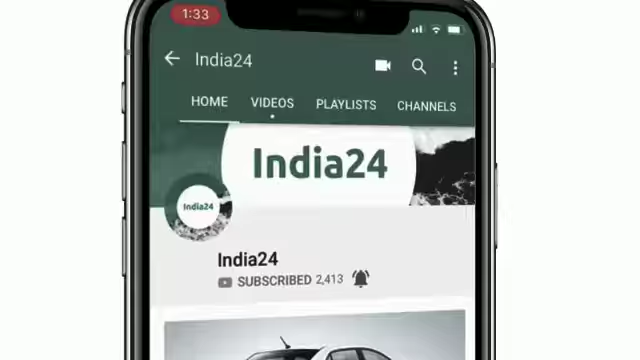 1:33
India24
HOME VIDEOS PLAYLISTS CHANNELS
India24
India24
India24
SUBSCRIBED 2,413